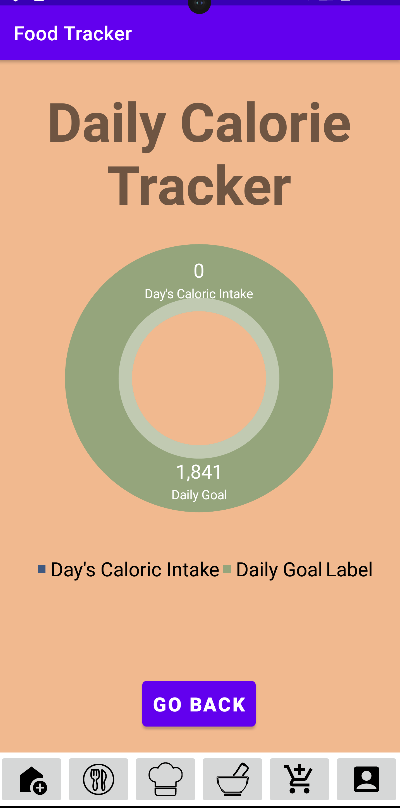 Food Tracker
Daily Calorie
Tracker
0
Day's Caloric Intake
1,841
Daily Goal
Day's Caloric Intake Daily Goal Label
GO BACK